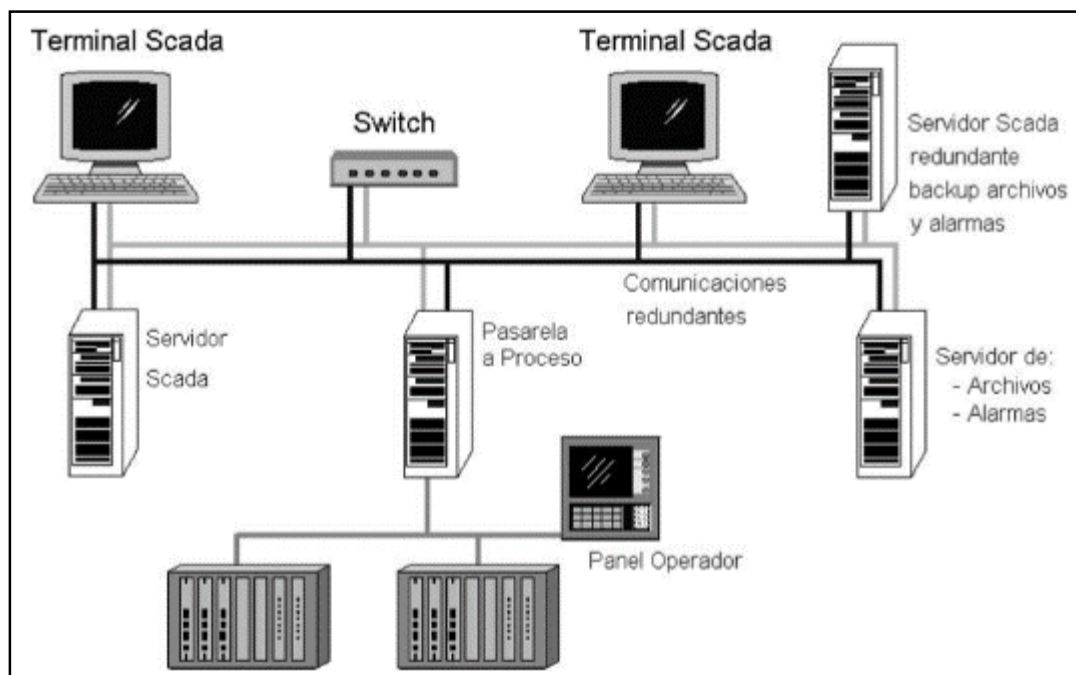 Terminal Scada
Terminal Scada
Switch
Servidor Scada
redundante
backup archivos
y alarmas
Comunicaciones
redundantes
Servidor
Scada
Pasarela
a Proceso
Servidor de:
- Archivos
- Alarmas
Panel Operador